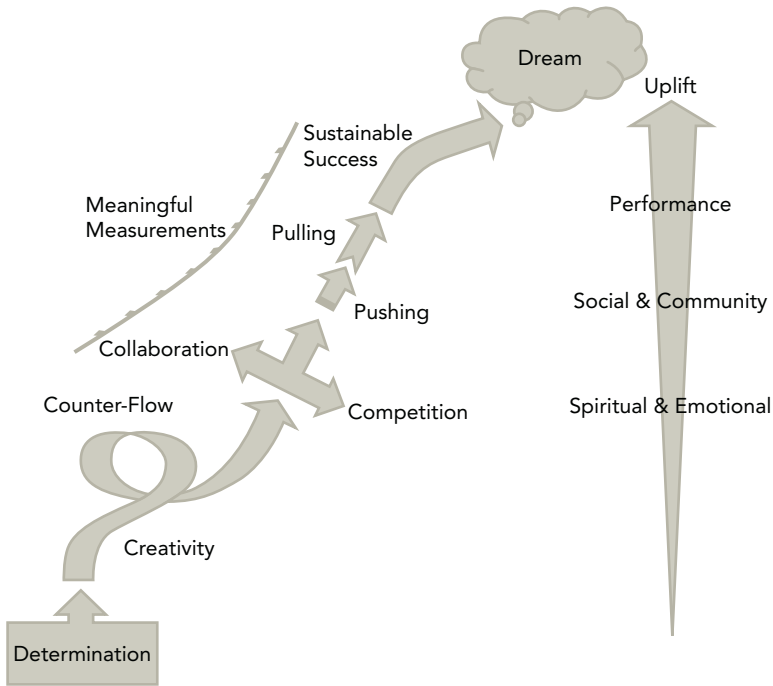 Dream
Uplift
Sustainable
Success
Meaningful
Measurements
Performance
Pulling
Social & Community
Pushing
Collaboration
Counter-Flow
Competition
Spiritual & Emotional
Creativity
Determination